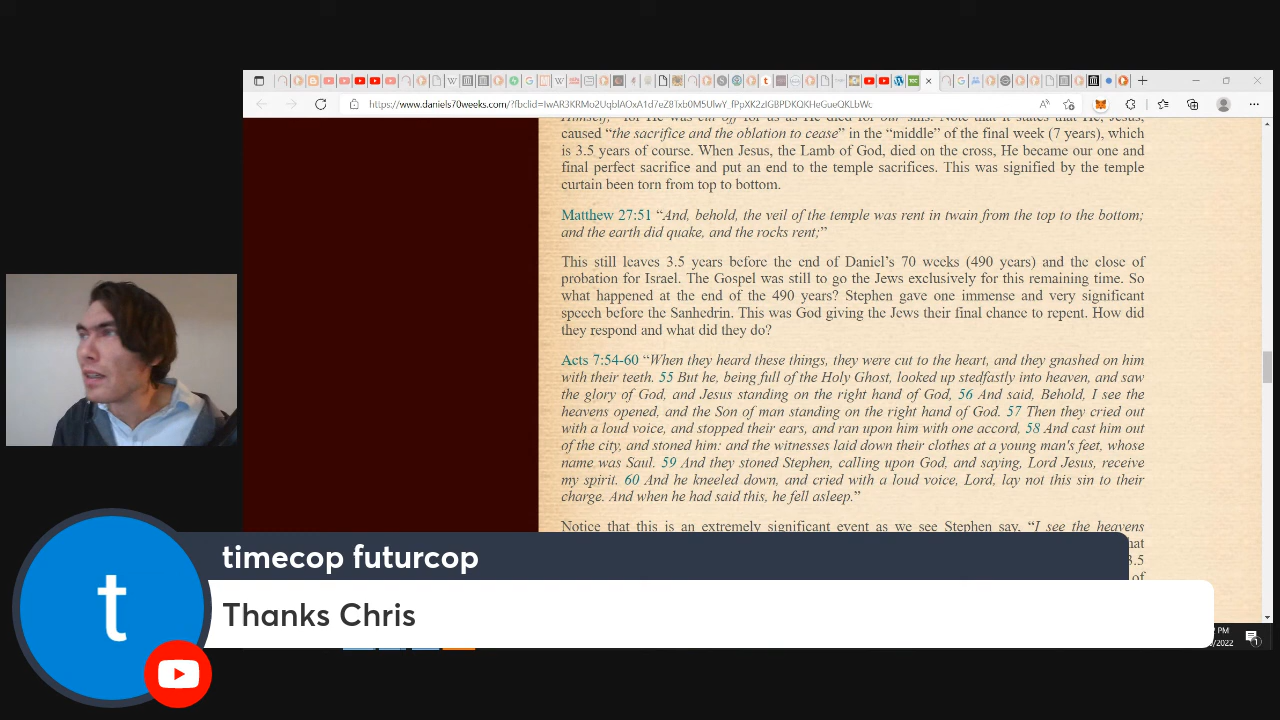 https://www.daniels70weeks.com/?fbclid=IwAR3KRMo2UqblAOxA1d7eZ8Txb0M5UlwY_fPpXK2zIGBPDKQKHeGueQKLbWc
Himself," for He was cut off for us as He died for our sins. Note that it states that He, Jesus,
caused “the sacrifice and the oblation to cease” in the “middle” of the final week (7 years), which
is 3.5 years of course. When Jesus, the Lamb of God, died on the cross, He became our one and
final perfect sacrifice and put an end to the temple sacrifices. This was signified by the temple
curtain been torn from top to bottom.
Matthew 27:51 “And, behold, the veil of the temple was rent in twain from the top to the bottom;
and the earth did quake, and the rocks rent;”
This still leaves 3.5 years before the end of Daniel's 70 weeks (490 years) and the close of
probation for Israel. The Gospel was still to go the Jews exclusively for this remaining time. So
what happened at the end of the 490 years? Stephen gave one immense and very significant
speech before the Sanhedrin. This was God giving the Jews their final chance to repent. How did
they respond and what did they do?
Acts 7:54-60 “When they heard these things, they were cut to the heart, and they gnashed on him
with their teeth. 55 But he, being full of the Holy Ghost, looked up stedfastly into heaven, and saw
the glory of God, and Jesus standing on the right hand of God, 56 And said, Behold, I see the
heavens opened, and the Son of man standing on the right hand of God. 57 Then they cried out
with a loud voice, and stopped their ears, and ran upon him with one accord, 58 And cast him out
of the city, and stoned him: and the witnesses laid down their clothes at a young man's feet, whose
name was Saul. 59 And they stoned Stephen, calling upon God, and saying, Lord Jesus, receive
my spirit. 60 And he kneeled down, and cried with a loud voice, Lord, lay not this sin to their
charge. And when he had said this, he fell asleep.”
Notice that this is an extremely significant event as we see Stephen say, “I see the heavens
3.5
of
t
timecop futurcop
Thanks Chris
PM
/2022